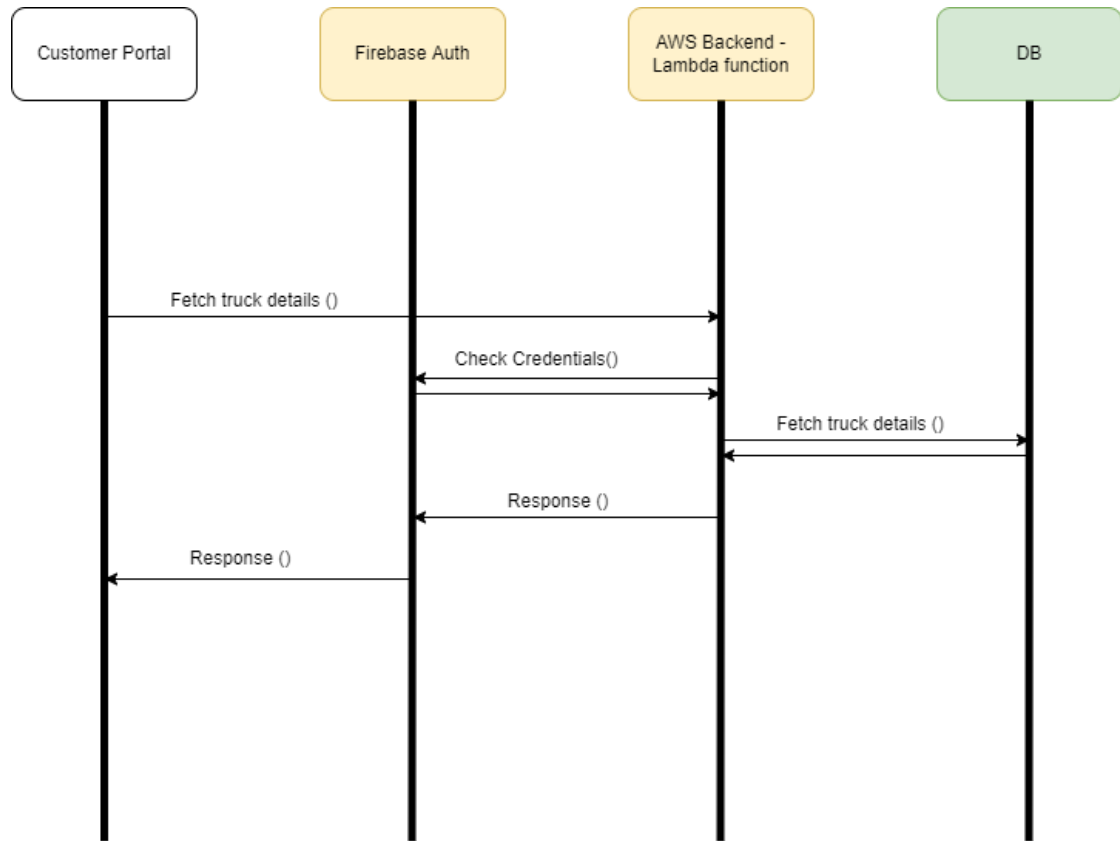 Customer Portal
Firebase Auth
AWS Backend -
Lambda function
DB
Fetch truck details ()
Check Credentials()
Fetch truck details ()
Response ()
Response ()